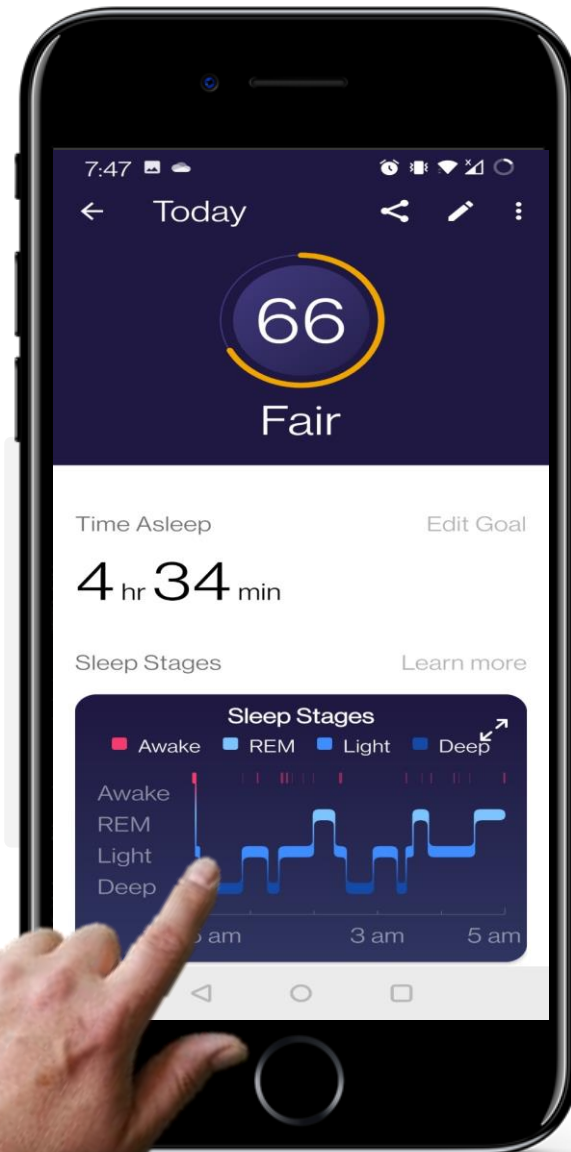 7:47
Today
66
Fair
Time Asleep Edit Goal
4 hr 34 min
Sleep Stages Learn more
Sleep Stages
Awake REM Light Deep
Awake
REM
Light
Deep
am 3 am 5 am